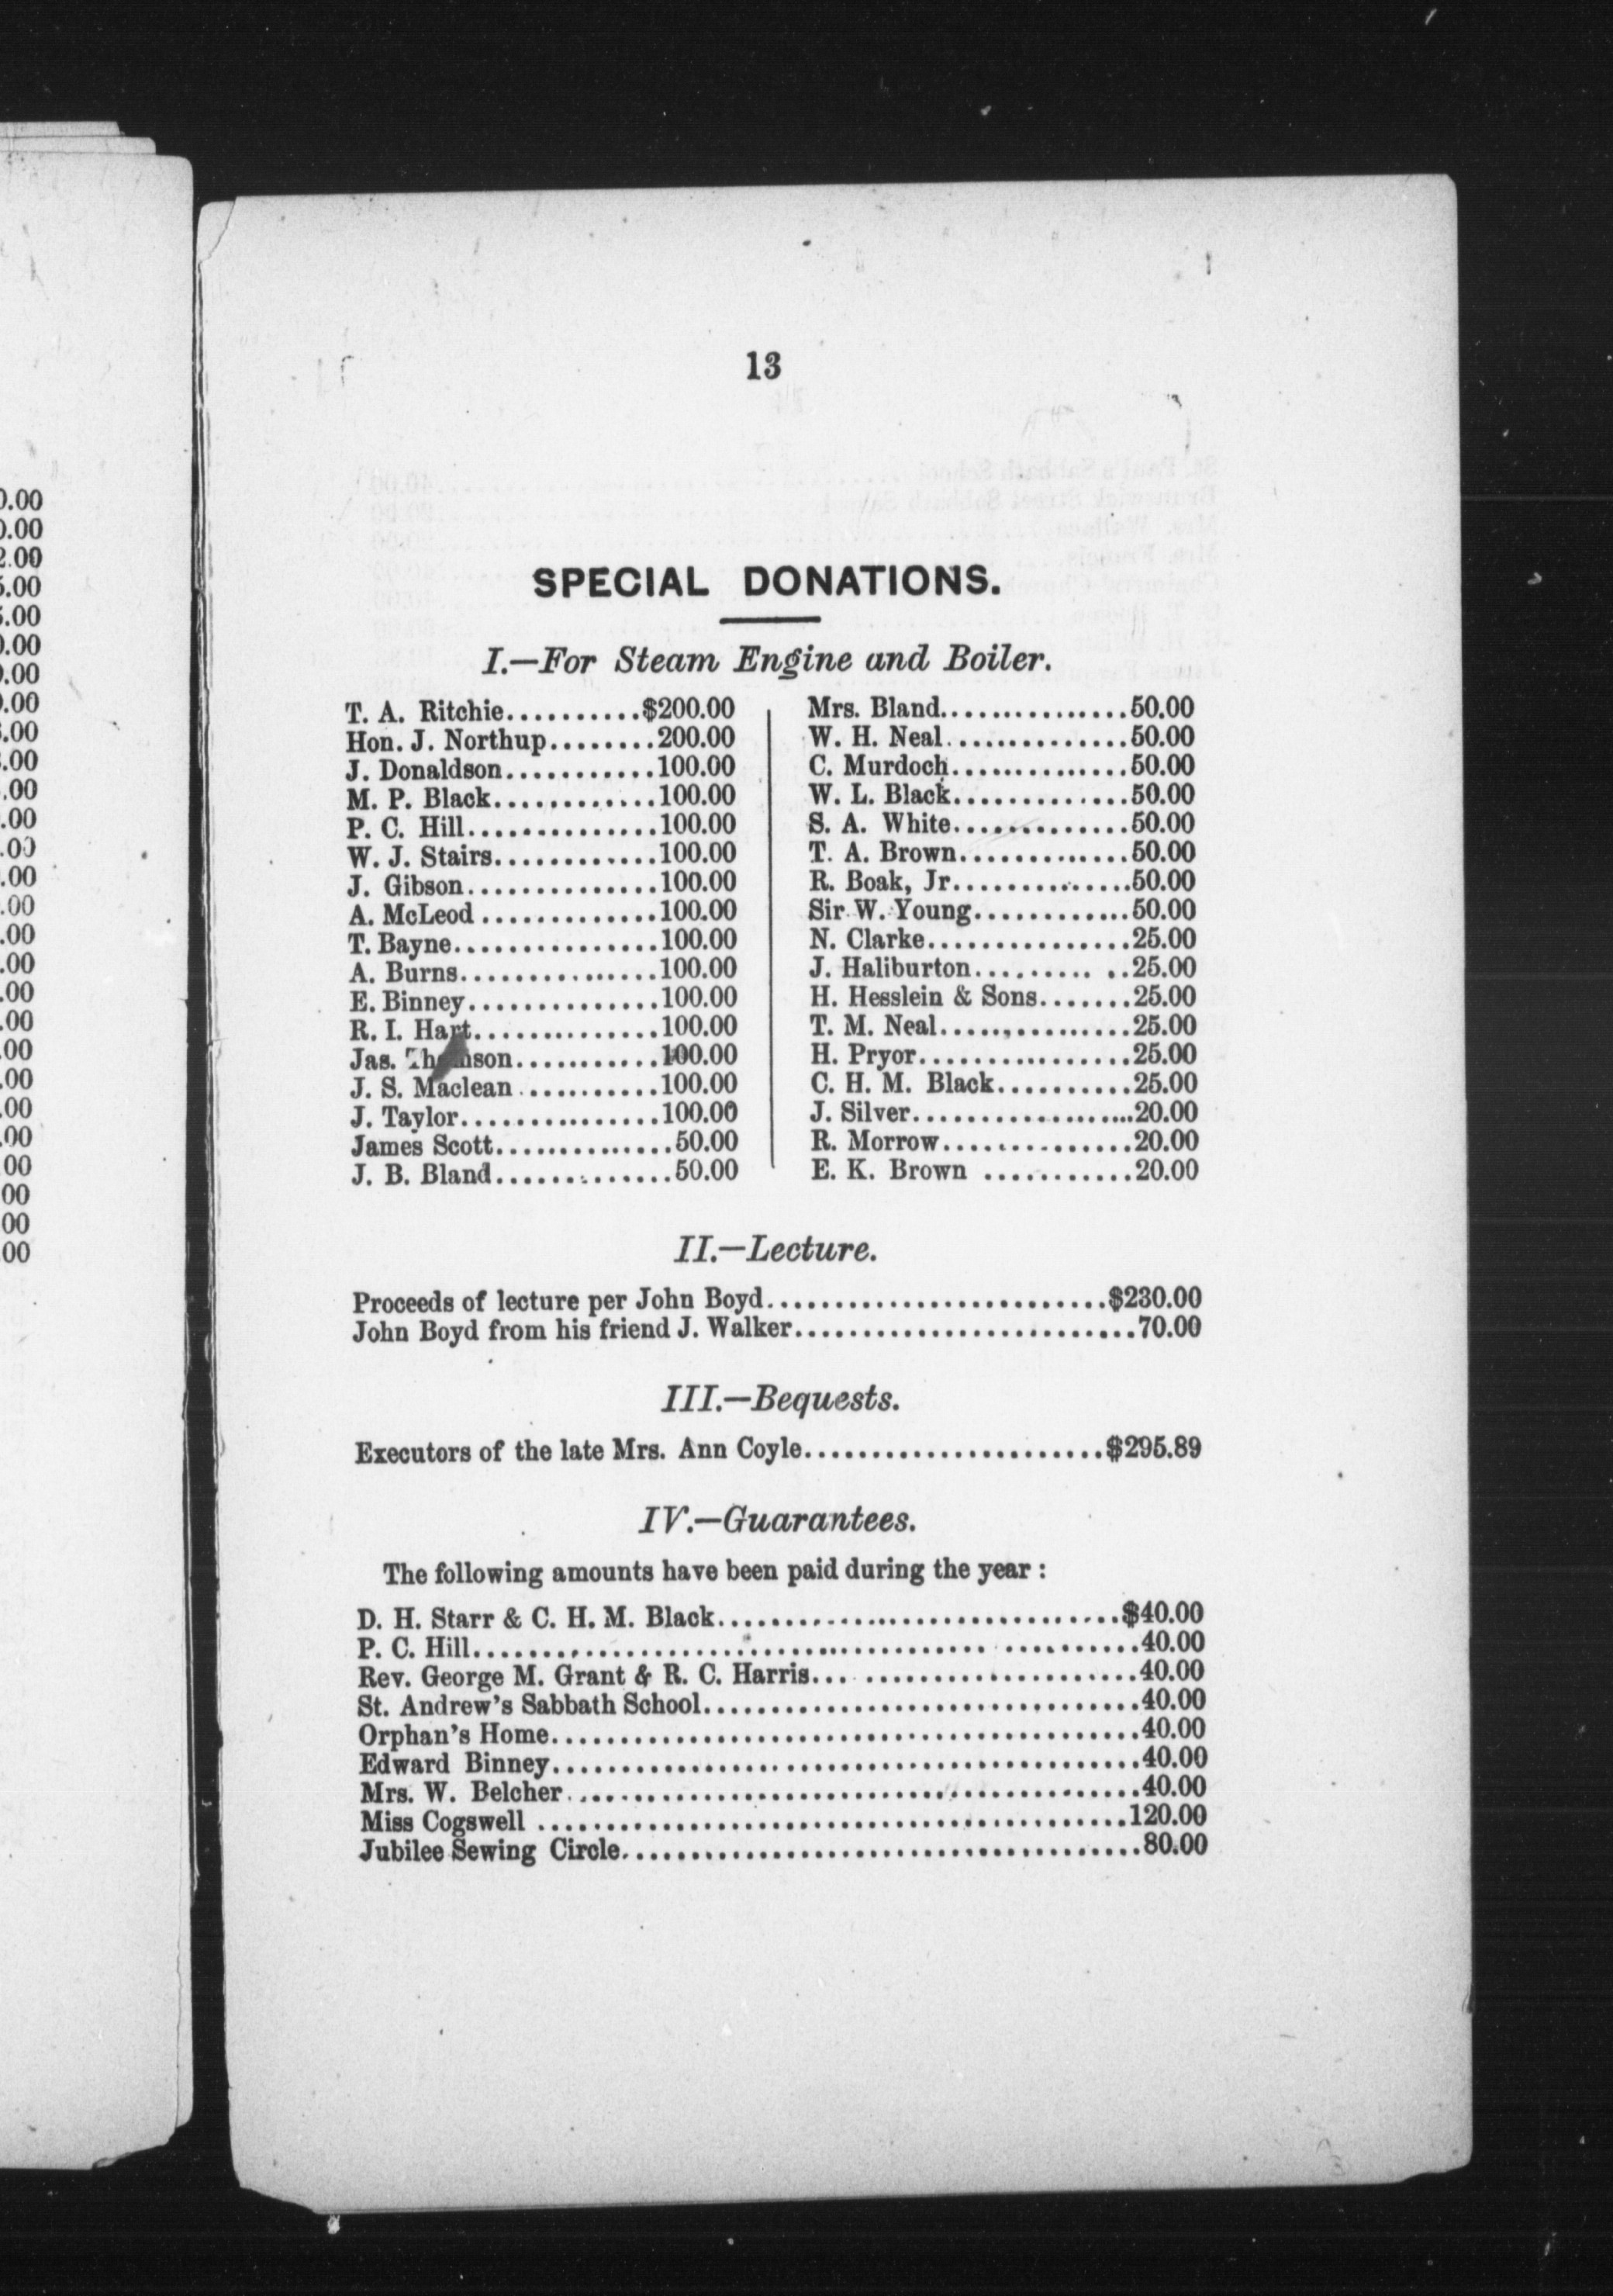 13
SPECIAL DONATIONS.
I.—For Steam Engine and Boiler.
T. A. Ritchie..........$200.00
Hon. J. Northup........200.00
J. Donaldson...........100.00
M. P. Black............100.00
P. C. Hill..............100.00
W. J. Stairs............100.00
J. Gibson..............100.00
A. McLeod .............100.00
T. Bayne...............100.00
A. Burns...............100.00
E. Binney..............100.00
R. I. Hart..............100.00
Jas. Thomson...........100.00
J. S. Maclean...........100.00
J. Taylor...............100.00
James Scott.............50.00
J. B. Bland.............50.00
Mrs. Bland..............50.00
W. H. Neal..............50.00
C. Murdoch.............50.00
W. L. Black.............50.00
S. A. White.............50.00
T. A. Brown.............50.00
R. Boak, Jr.............50.00
Sir W. Young............50.00
N. Clarke...............25.00
J. Haliburton......... ..25.00
H. Hesslein & Sons.......25.00
T. M. Neal..............25.00
H. Pryor................25.00
C. H. M. Black..........25.00
J. Silver................20.00
R. Morrow..............20.00
E. K. Brown ...........20.00
II.—Lecture.
Proceeds of lecture per John Boyd.........................$230.00
John Boyd from his friend J. Walker.........................70.00
III.—Bequests.
Executors of the late Mrs. Ann Coyle......................$295.89
IV.—Guarantees.
The following amounts have been paid during the year :
D. H. Starr & C. H. M. Black..............................$40.00
P. C. Hill...................................... ..........40.00
Rev. George M. Grant & R. C. Harris... ....................40.00
St. Andrew's Sabbath School................................40.00
Orphan's Home...........................................40.00
Edward Binney...........................................40.00
Mrs. W. Belcher..........................................40.00
Miss Cogswell ...........................................120.00
Jubilee Sewing Circle......................................80.00